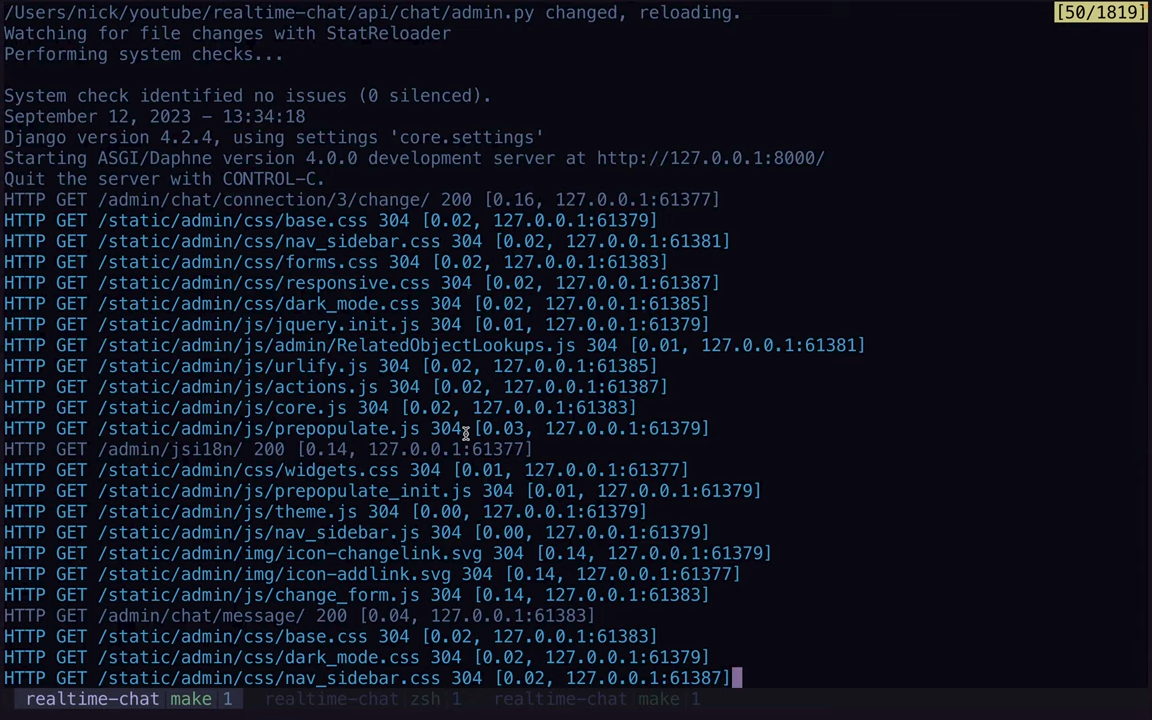 /Users/nick/youtube/realtime-chat/api/chat/admin.py changed, reloading.
[50/1819]
Watching for file changes with StatReloader
Performing system checks...
System check identified no issues (0 silenced).
September 12, 2023 - 13:34:18
Django version 4.2.4, using settings 'core.settings'
Starting ASGI/Daphne version 4.0.0 development server at http://127.0.0.1:8000/
Quit the server with CONTROL-C.
HTTP GET /admin/chat/connection/3/change/ 200 [0.16, 127.0.0.1:61377]
HTTP GET /static/admin/css/base.css 304 [0.02, 127.0.0.1:61379]
HTTP GET /static/admin/css/nav_sidebar.css 304 [0.02, 127.0.0.1:61381]
HTTP GET /static/admin/css/forms.css 304 [0.02, 127.0.0.1:61383]
HTTP GET /static/admin/css/responsive.css 304 [0.02, 127.0.0.1:61387]
HTTP GET /static/admin/css/dark_mode.css 304 [0.02, 127.0.0.1:61385]
HTTP GET /static/admin/js/jquery.init.js 304 [0.01, 127.0.0.1:61379]
HTTP GET /static/admin/js/admin/RelatedObjectLookups.js 304 [0.01, 127.0.0.1:61381]
HTTP GET /static/admin/js/urlify.js 304 [0.02, 127.0.0.1:61385]
HTTP GET /static/admin/js/actions.js 304 [0.02, 127.0.0.1:61387]
HTTP GET /static/admin/js/core.js 304 [0.02, 127.0.0.1:61383]
HTTP GET /static/admin/js/prepopulate.js 304 [0.03, 127.0.0.1:61379]
HTTP GET /admin/jsi18n/ 200 [0.14, 127.0.0.1:61377]
HTTP GET /static/admin/css/widgets.css 304 [0.01, 127.0.0.1:61377]
HTTP GET /static/admin/js/prepopulate_init.js 304 [0.01, 127.0.0.1:61379]
HTTP GET /static/admin/js/theme.js 304 [0.00, 127.0.0.1:61379]
HTTP GET /static/admin/js/nav_sidebar.js 304 [0.00, 127.0.0.1:61379]
HTTP GET /static/admin/img/icon-changelink.svg 304 [0.14, 127.0.0.1:61379]
HTTP GET /static/admin/img/icon-addlink.svg 304 [0.14, 127.0.0.1:61377]
HTTP GET /static/admin/js/change_form.js 304 [0.14, 127.0.0.1:61383]
HTTP GET /admin/chat/message/ 200 [0.04, 127.0.0.1:61383]
HTTP GET /static/admin/css/base.css 304 [0.02, 127.0.0.1:61383]
HTTP GET /static/admin/css/dark_mode.css 304 [0.02, 127.0.0.1:61379]
HTTP GET /static/admin/css/nav_sidebar.css 304 [0.02, 127.0.0.1:61387]
realtime-chat make 1 realtime-chat zsh 1 realtime-chat make 1